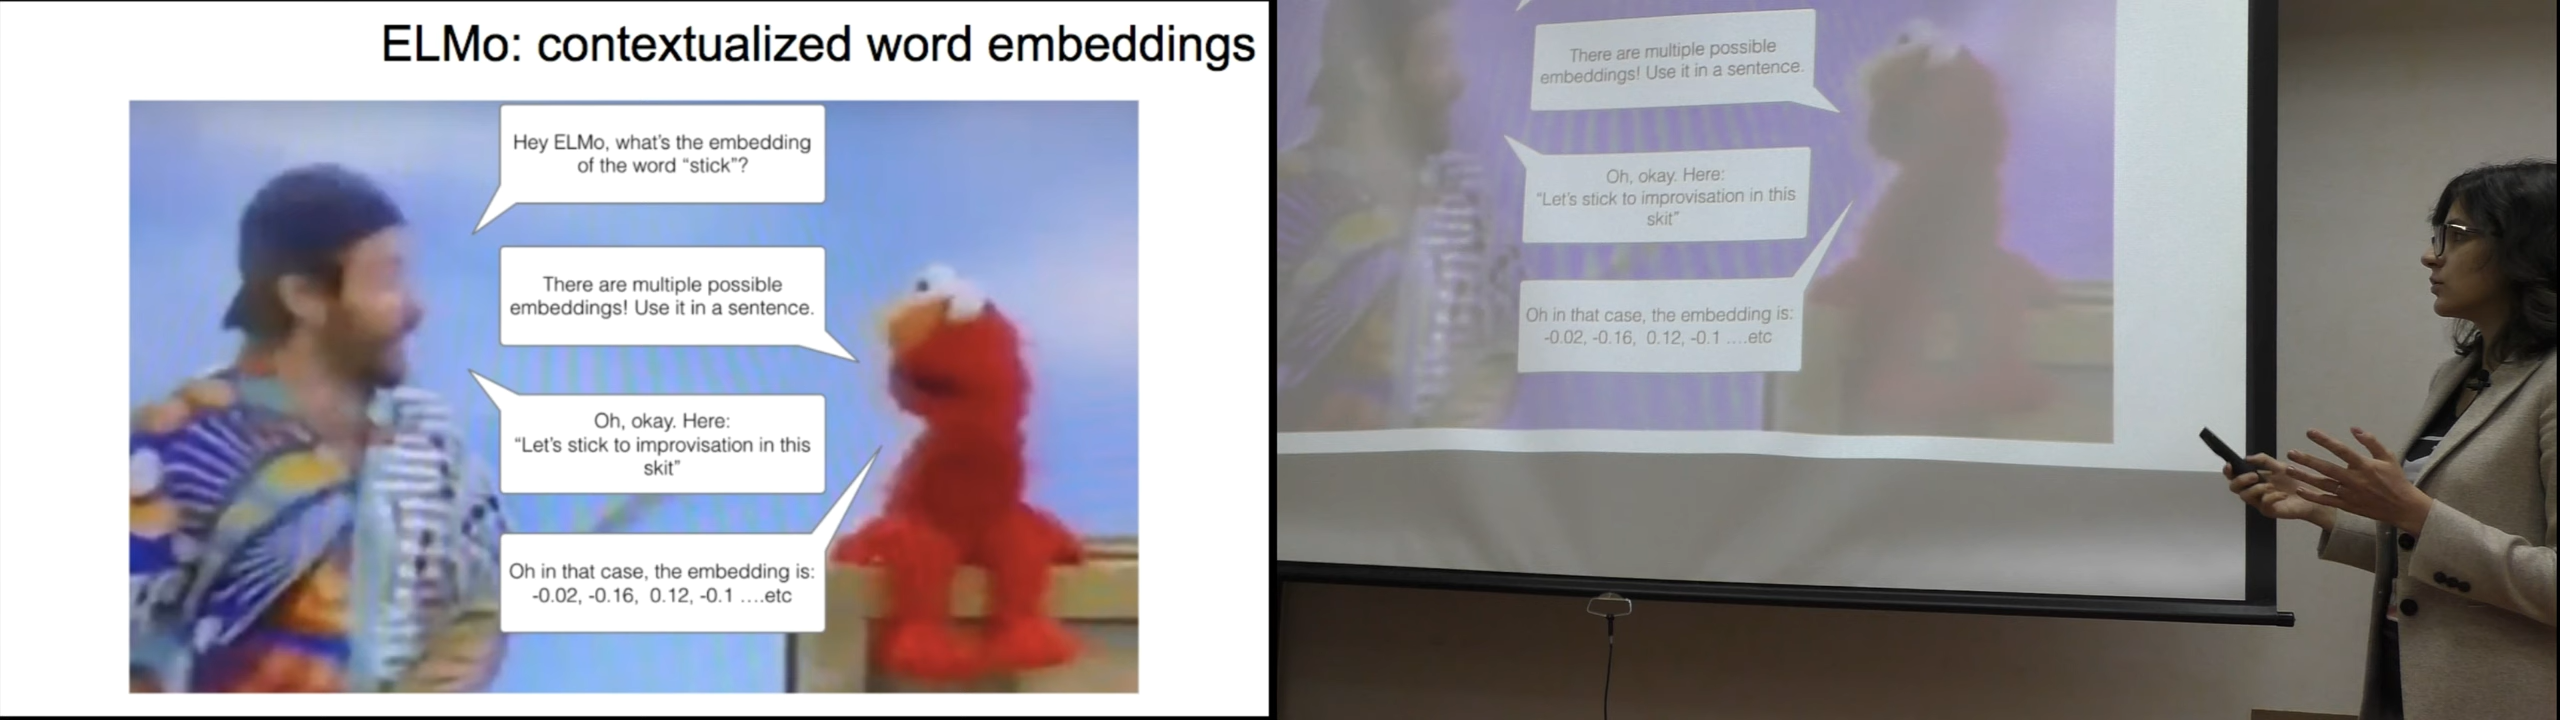 ELMo: contextualized word embeddings
Hey ELMo, what's the embedding
of the word “stick”?
There are multiple possible
embeddings! Use it in a sentence.
Oh, okay. Here:
“Let's stick to improvisation in this
skit”
Oh in that case, the embedding is:
-0.02, -0.16, 0.12, -0.1 ....etc
There are multiple possible
embeddings! Use it in a sentence.
Oh, okay. Here:
“Let's stick to improvisation in this
skit”
Oh in that case, the embedding is:
-0.02, -0.16, 0.12, -0.1 ....etc